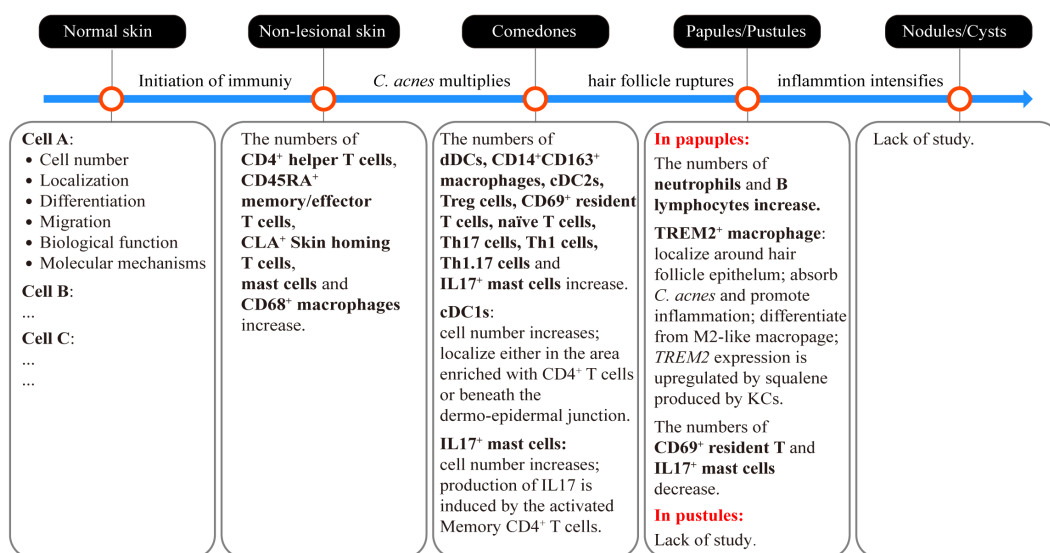 Normal skin
Non-lesional skin
Comedones
Papules/Pustules
Nodules/Cysts
Initiation of immuniy
C. acnes multiplies
hair follicle ruptures
inflammtion intensifies
Cell A:
• Cell number
• Localization
• Differentiation
• Migration
• Biological function
• Molecular mechanisms
Cell B:
...
Cell C:
...
...
The numbers of
CD4⁺ helper T cells,
CD45RA⁺
memory/effector
T cells,
CLA⁺ Skin homing
T cells,
mast cells and
CD68⁺ macrophages
increase.
The numbers of
dDCs, CD14⁺CD163⁺
macrophages, cDC2s,
Treg cells, CD69⁺ resident
T cells, naïve T cells,
Th17 cells, Th1 cells,
Th1.17 cells and
IL17⁺ mast cells increase.
cDC1s:
cell number increases;
localize either in the area
enriched with CD4⁺ T cells
or beneath the
dermo-epidermal junction.
IL17⁺ mast cells:
cell number increases;
production of IL17 is
induced by the activated
Memory CD4⁺ T cells.
In papuples:
The numbers of
neutrophils and B
lymphocytes increase.
TREM2⁺ macrophage:
localize around hair
follicle epithelum; absorb
C. acnes and promote
inflammation; differentiate
from M2-like macropage;
TREM2 expression is
upregulated by squalene
produced by KCs.
The numbers of
CD69⁺ resident T and
IL17⁺ mast cells
decrease.
In pustules:
Lack of study.
Lack of study.